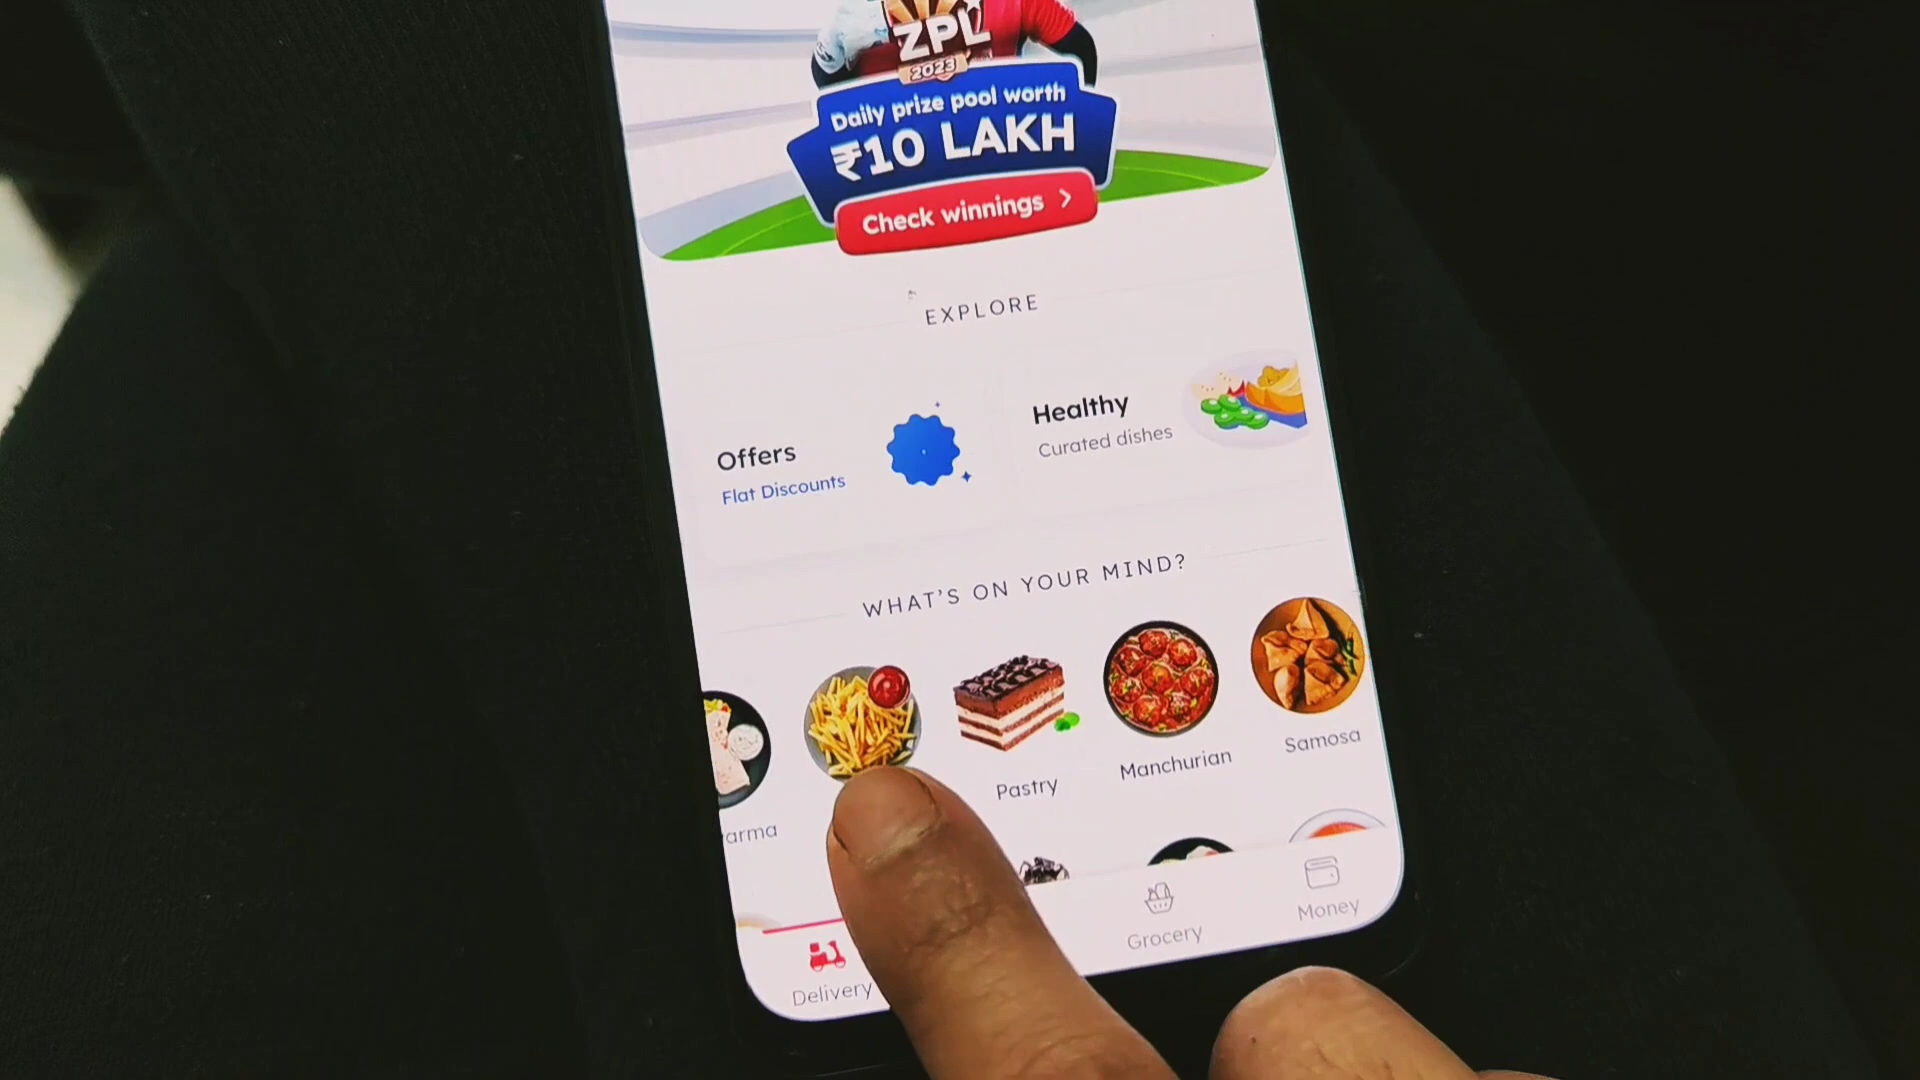 ZPL
2023
Daily prize pool worth
₹10 LAKH
Check winnings >
EXPLORE
Offers
Flat Discounts
Healthy
Curated dishes
WHAT'S ON YOUR MIND?
arma
Pastry
Manchurian
Samosa
Delivery
Grocery
Money